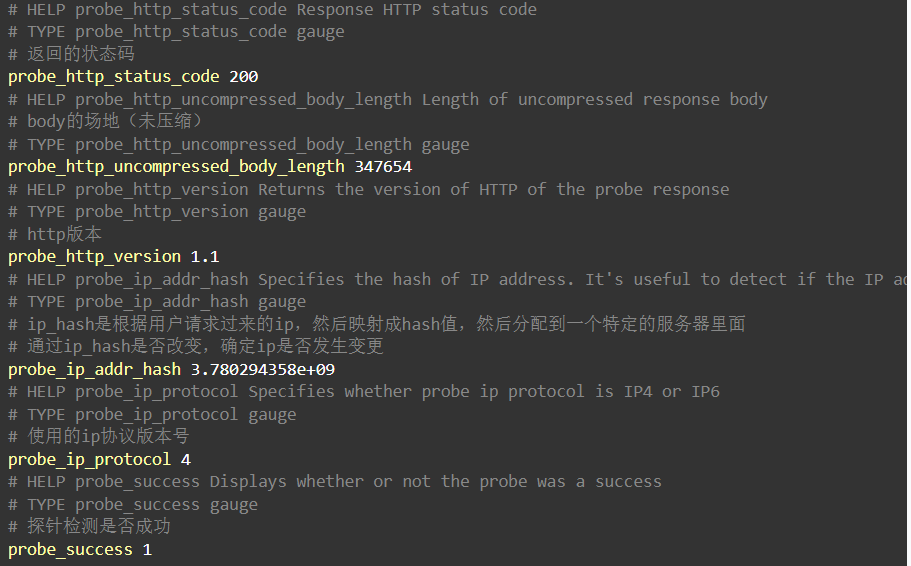 # HELP probe_http_status_code Response HTTP status code
# TYPE probe_http_status_code gauge
# 返回的状态码
probe_http_status_code 200
# HELP probe_http_uncompressed_body_length Length of uncompressed response body
# body的场地（未压缩）
# TYPE probe_http_uncompressed_body_length gauge
probe_http_uncompressed_body_length 347654
# HELP probe_http_version Returns the version of HTTP of the probe response
# TYPE probe_http_version gauge
# http版本
probe_http_version 1.1
# HELP probe_ip_addr_hash Specifies the hash of IP address. It's useful to detect if the IP
# TYPE probe_ip_addr_hash gauge
# ip_hash是根据用户请求过来的ip，然后映射成hash值，然后分配到一个特定的服务器里面
# 通过ip_hash是否改变，确定ip是否发生变更
probe_ip_addr_hash 3.780294358e+09
# HELP probe_ip_protocol Specifies whether probe ip protocol is IP4 or IP6
# TYPE probe_ip_protocol gauge
# 使用的ip协议版本号
probe_ip_protocol 4
# HELP probe_success Displays whether or not the probe was a success
# TYPE probe_success gauge
# 探针检测是否成功
probe_success 1